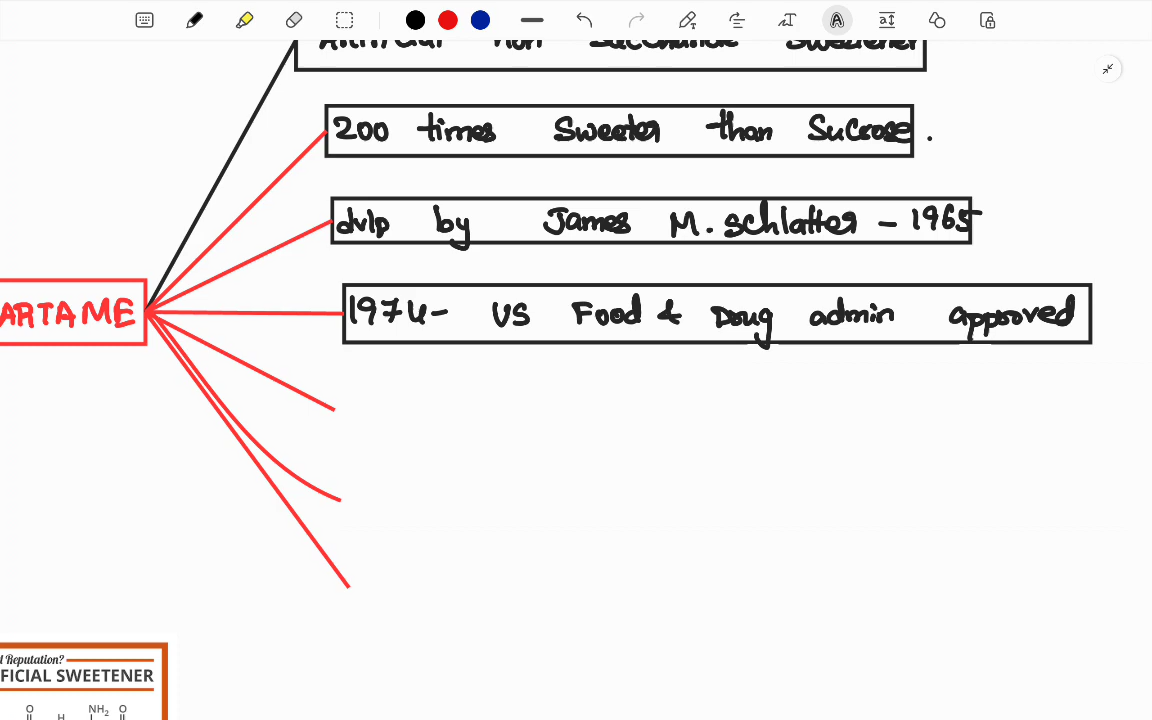 Artificial non Saccharide Sweetener
200 times Sweeter than Sucrose.
dvlp by James M. schlatter - 1965
ARTAME
1974- US Food & Drug admin approved
d Reputation?
FICIAL SWEETENER
O H NH₂ O